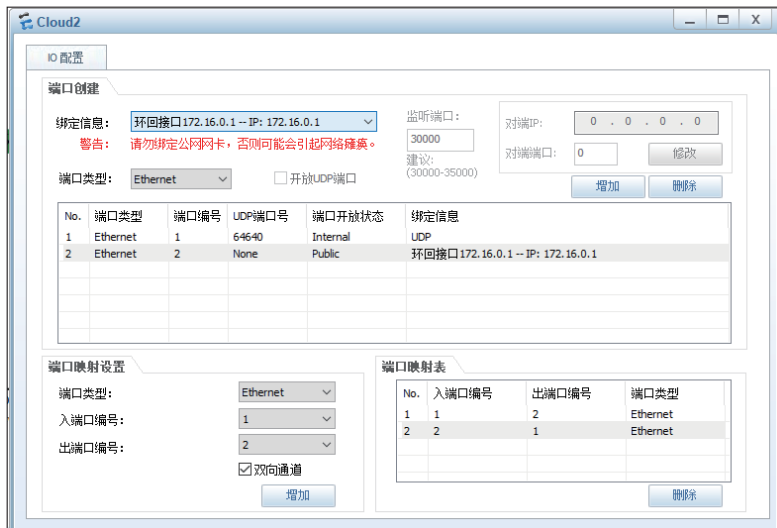 Cloud2
IO 配置
端口创建
绑定信息： 环回接口172.16.0.1 -- IP: 172.16.0.1
警告： 请勿绑定公网网卡，否则可能会引起网络瘫痪。
端口类型： Ethernet 开放UDP端口
监听端口：
30000
建议:
(30000-35000)
对端IP: 0 . 0 . 0 . 0
对端端口: 0 修改
增加 删除
No. 端口类型 端口编号 UDP端口号 端口开放状态 绑定信息
1 Ethernet 1 64640 Internal UDP
2 Ethernet 2 None Public 环回接口172.16.0.1 -- IP: 172.16.0.1
端口映射设置
端口类型： Ethernet
入端口编号： 1
出端口编号： 2
双向通道
增加
端口映射表
No. 入端口编号 出端口编号 端口类型
1 1 2 Ethernet
2 2 1 Ethernet
删除